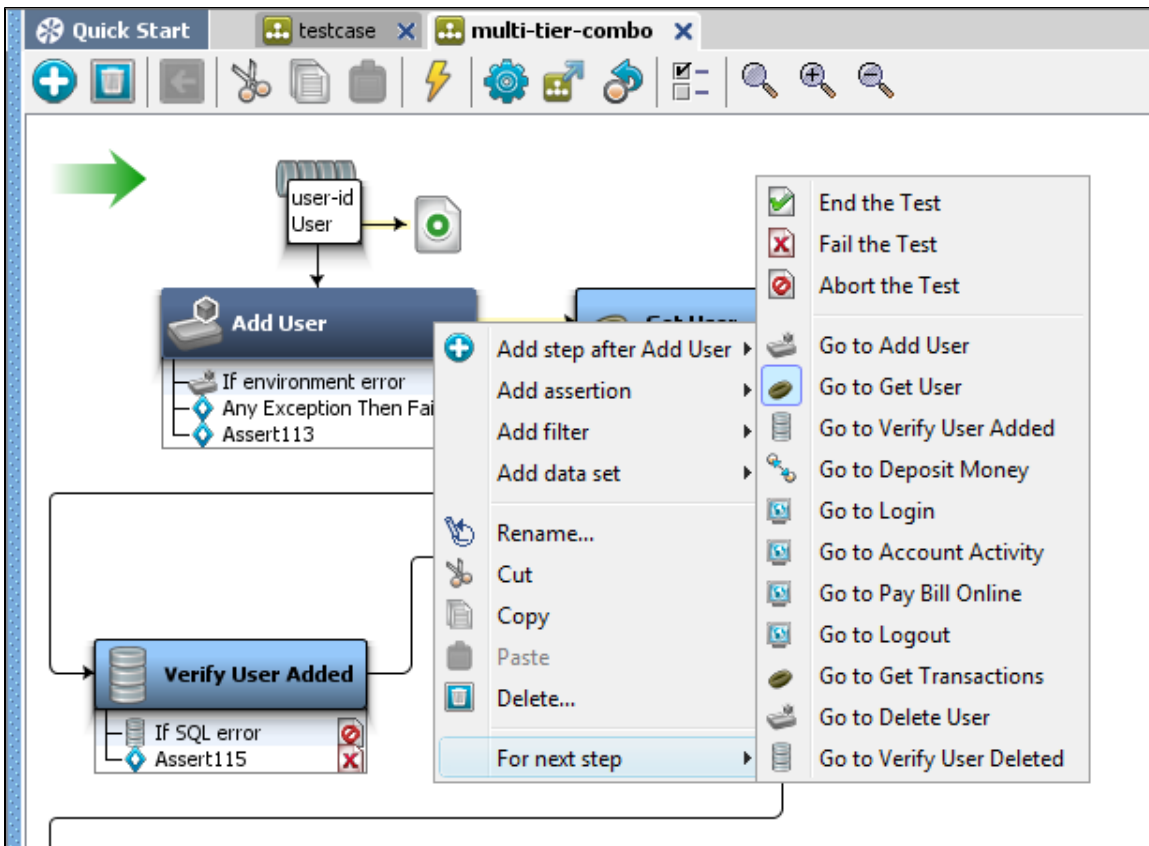 Quick Start
testcase
multi-tier-combo
user-id
User
Add User
If environment error
Any Exception Then Fai
Assert113
Add step after Add User
Add assertion
Add filter
Add data set
Rename...
Cut
Copy
Paste
Delete...
For next step
End the Test
Fail the Test
Abort the Test
Go to Add User
Go to Get User
Go to Verify User Added
Go to Deposit Money
Go to Login
Go to Account Activity
Go to Pay Bill Online
Go to Logout
Go to Get Transactions
Go to Delete User
Go to Verify User Deleted
Verify User Added
If SQL error
Assert115